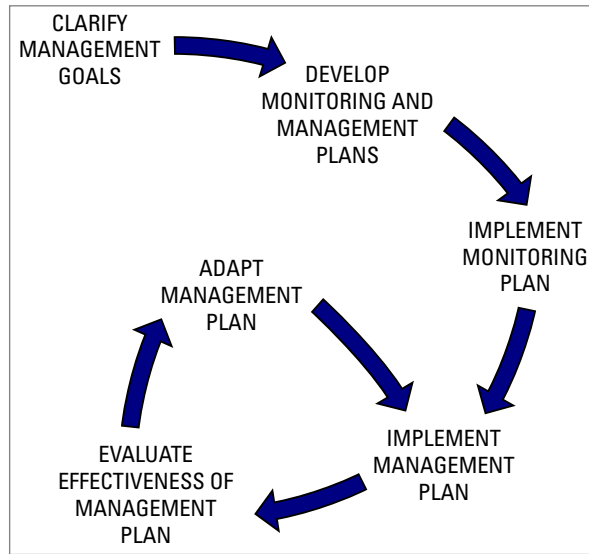 CLARIFY
MANAGEMENT
GOALS
DEVELOP
MONITORING AND
MANAGEMENT
PLANS
IMPLEMENT
MONITORING
PLAN
ADAPT
MANAGEMENT
PLAN
IMPLEMENT
MANAGEMENT
PLAN
EVALUATE
EFFECTIVENESS OF
MANAGEMENT
PLAN